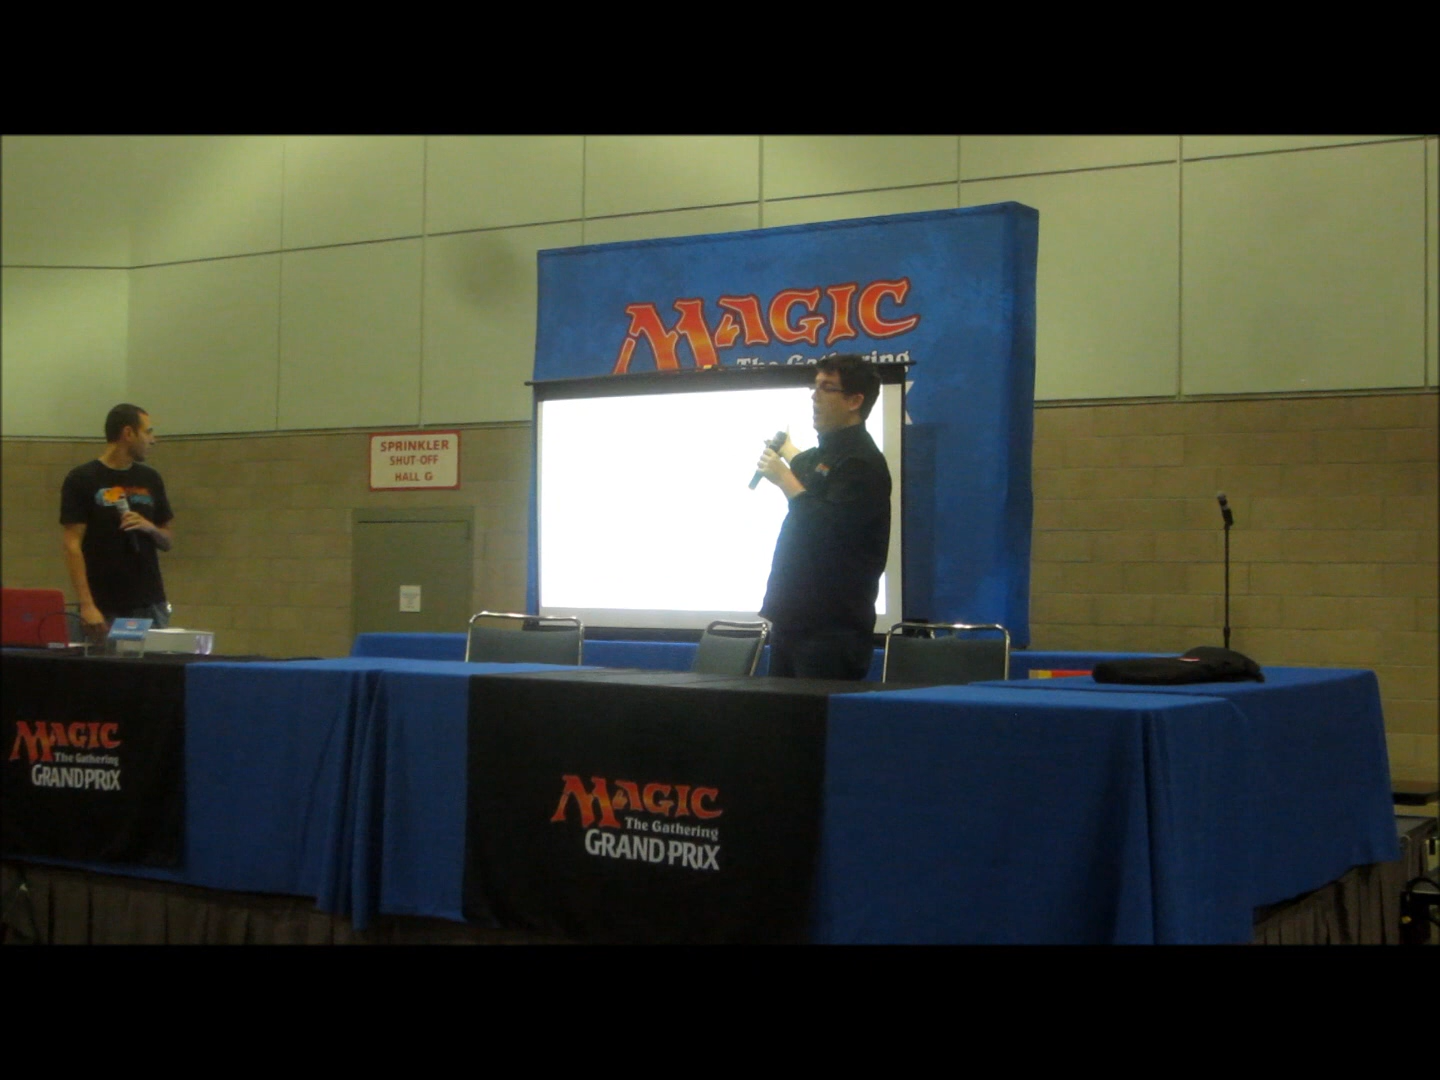 MAGIC
The Gathering
SPRINKLER
SHUT-OFF
HALL G
MAGIC
The Gathering
GRAND PRIX
MAGIC
The Gathering
GRAND PRIX